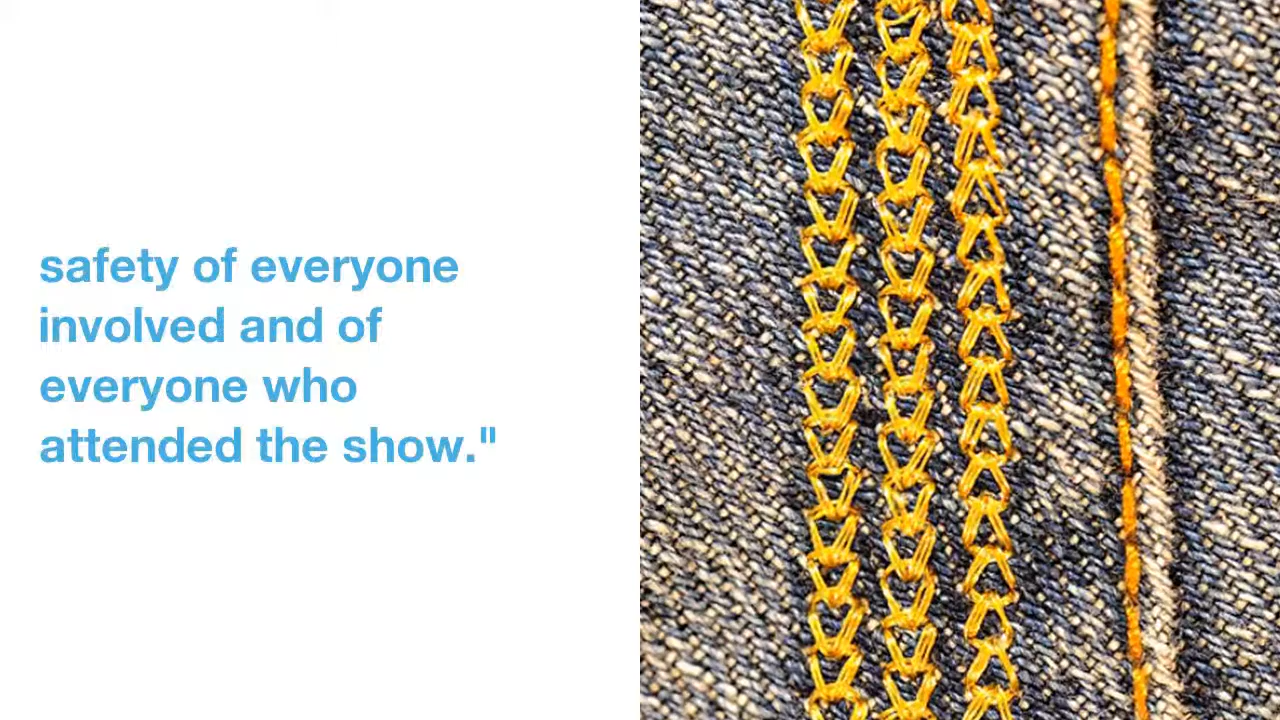 safety of everyone
involved and of
everyone who
attended the show."